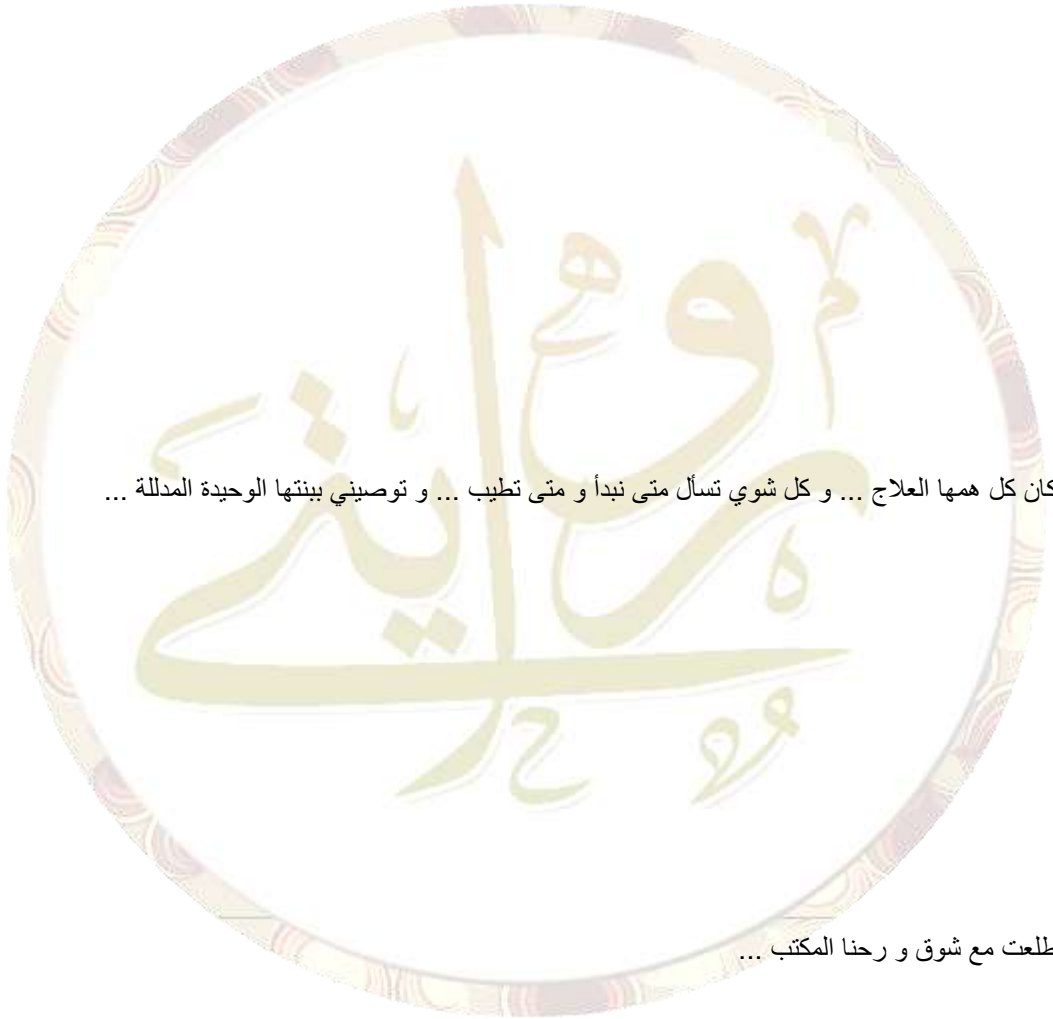 كان كل همها العلاج ... و كل شوي تسأل متى نبدأ و متى تطيب ... و توصيني ببنتها الوحيدة المدللة ...
طلعت مع شوق و رحنا المكتب ...
روايتي